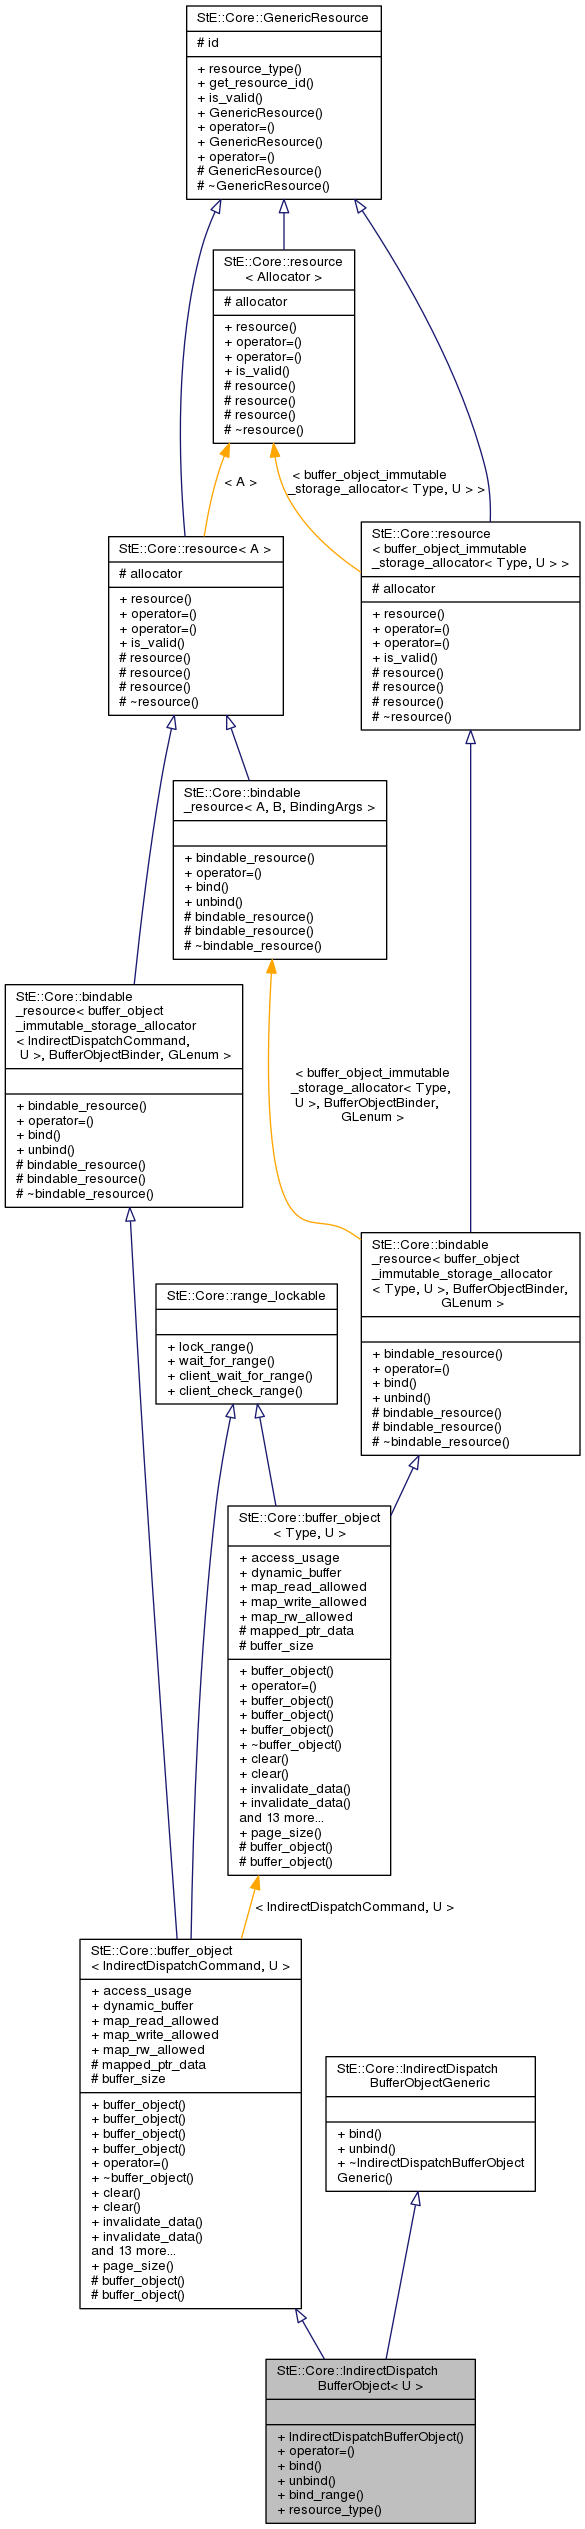 StE::Core::GenericResource
# id
+ resource_type()
+ get_resource_id()
+ is_valid()
+ GenericResource()
+ operator=()
+ GenericResource()
+ operator=()
# GenericResource()
# ~GenericResource()
StE::Core::resource
< Allocator >
# allocator
+ resource()
+ operator=()
+ operator=()
+ is_valid()
# resource()
# resource()
# resource()
# ~resource()
< A >
< buffer_object_immutable
_storage_allocator< Type, U > >
StE::Core::resource< A >
# allocator
+ resource()
+ operator=()
+ operator=()
+ is_valid()
# resource()
# resource()
# resource()
# ~resource()
StE::Core::resource
< buffer_object_immutable
_storage_allocator< Type, U > >
# allocator
+ resource()
+ operator=()
+ operator=()
+ is_valid()
# resource()
# resource()
# resource()
# ~resource()
StE::Core::bindable
_resource< A, B, BindingArgs >
+ bindable_resource()
+ operator=()
+ bind()
+ unbind()
# bindable_resource()
# bindable_resource()
# ~bindable_resource()
StE::Core::bindable
_resource< buffer_object
_immutable_storage_allocator
< IndirectDispatchCommand,
U >, BufferObjectBinder, GLenum >
+ bindable_resource()
+ operator=()
+ bind()
+ unbind()
# bindable_resource()
# bindable_resource()
# ~bindable_resource()
< buffer_object_immutable
_storage_allocator< Type,
U >, BufferObjectBinder,
GLenum >
StE::Core::bindable
_resource< buffer_object
_immutable_storage_allocator
< Type, U >, BufferObjectBinder,
GLenum >
+ bindable_resource()
+ operator=()
+ bind()
+ unbind()
# bindable_resource()
# bindable_resource()
# ~bindable_resource()
StE::Core::range_lockable
+ lock_range()
+ wait_for_range()
+ client_wait_for_range()
+ client_check_range()
StE::Core::buffer_object
< Type, U >
+ access_usage
+ dynamic_buffer
+ map_read_allowed
+ map_write_allowed
+ map_rw_allowed
# mapped_ptr_data
# buffer_size
+ buffer_object()
+ operator=()
+ buffer_object()
+ buffer_object()
+ buffer_object()
+ ~buffer_object()
+ clear()
+ clear()
+ invalidate_data()
+ invalidate_data()
and 13 more...
+ page_size()
# buffer_object()
# buffer_object()
< IndirectDispatchCommand, U >
StE::Core::buffer_object
< IndirectDispatchCommand, U >
+ access_usage
+ dynamic_buffer
+ map_read_allowed
+ map_write_allowed
+ map_rw_allowed
# mapped_ptr_data
# buffer_size
+ buffer_object()
+ buffer_object()
+ buffer_object()
+ buffer_object()
+ operator=()
+ ~buffer_object()
+ clear()
+ clear()
+ invalidate_data()
+ invalidate_data()
and 13 more...
+ page_size()
# buffer_object()
# buffer_object()
StE::Core::IndirectDispatch
BufferObjectGeneric
+ bind()
+ unbind()
+ ~IndirectDispatchBufferObject
Generic()
StE::Core::IndirectDispatch
BufferObject< U >
+ IndirectDispatchBufferObject()
+ operator=()
+ bind()
+ unbind()
+ bind_range()
+ resource_type()